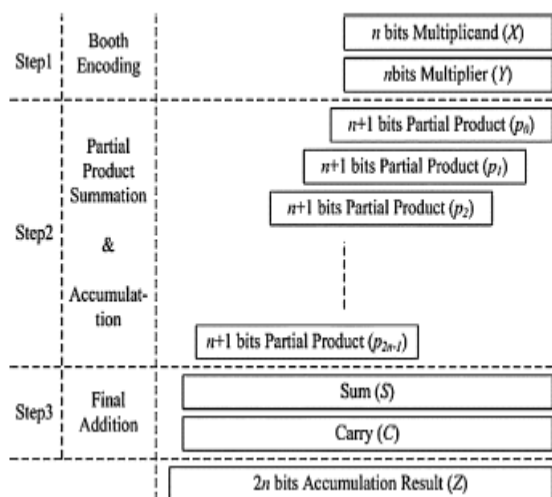 Step1
Booth
Encoding
n bits Multiplicand (X)
nbits Multiplier (Y)
Step2
Partial
Product
Summation
&
Accumulat-
tion
n+1 bits Partial Product (p0)
n+1 bits Partial Product (p1)
n+1 bits Partial Product (p2)
n+1 bits Partial Product (p2n-1)
Step3
Final
Addition
Sum (S)
Carry (C)
2n bits Accumulation Result (Z)